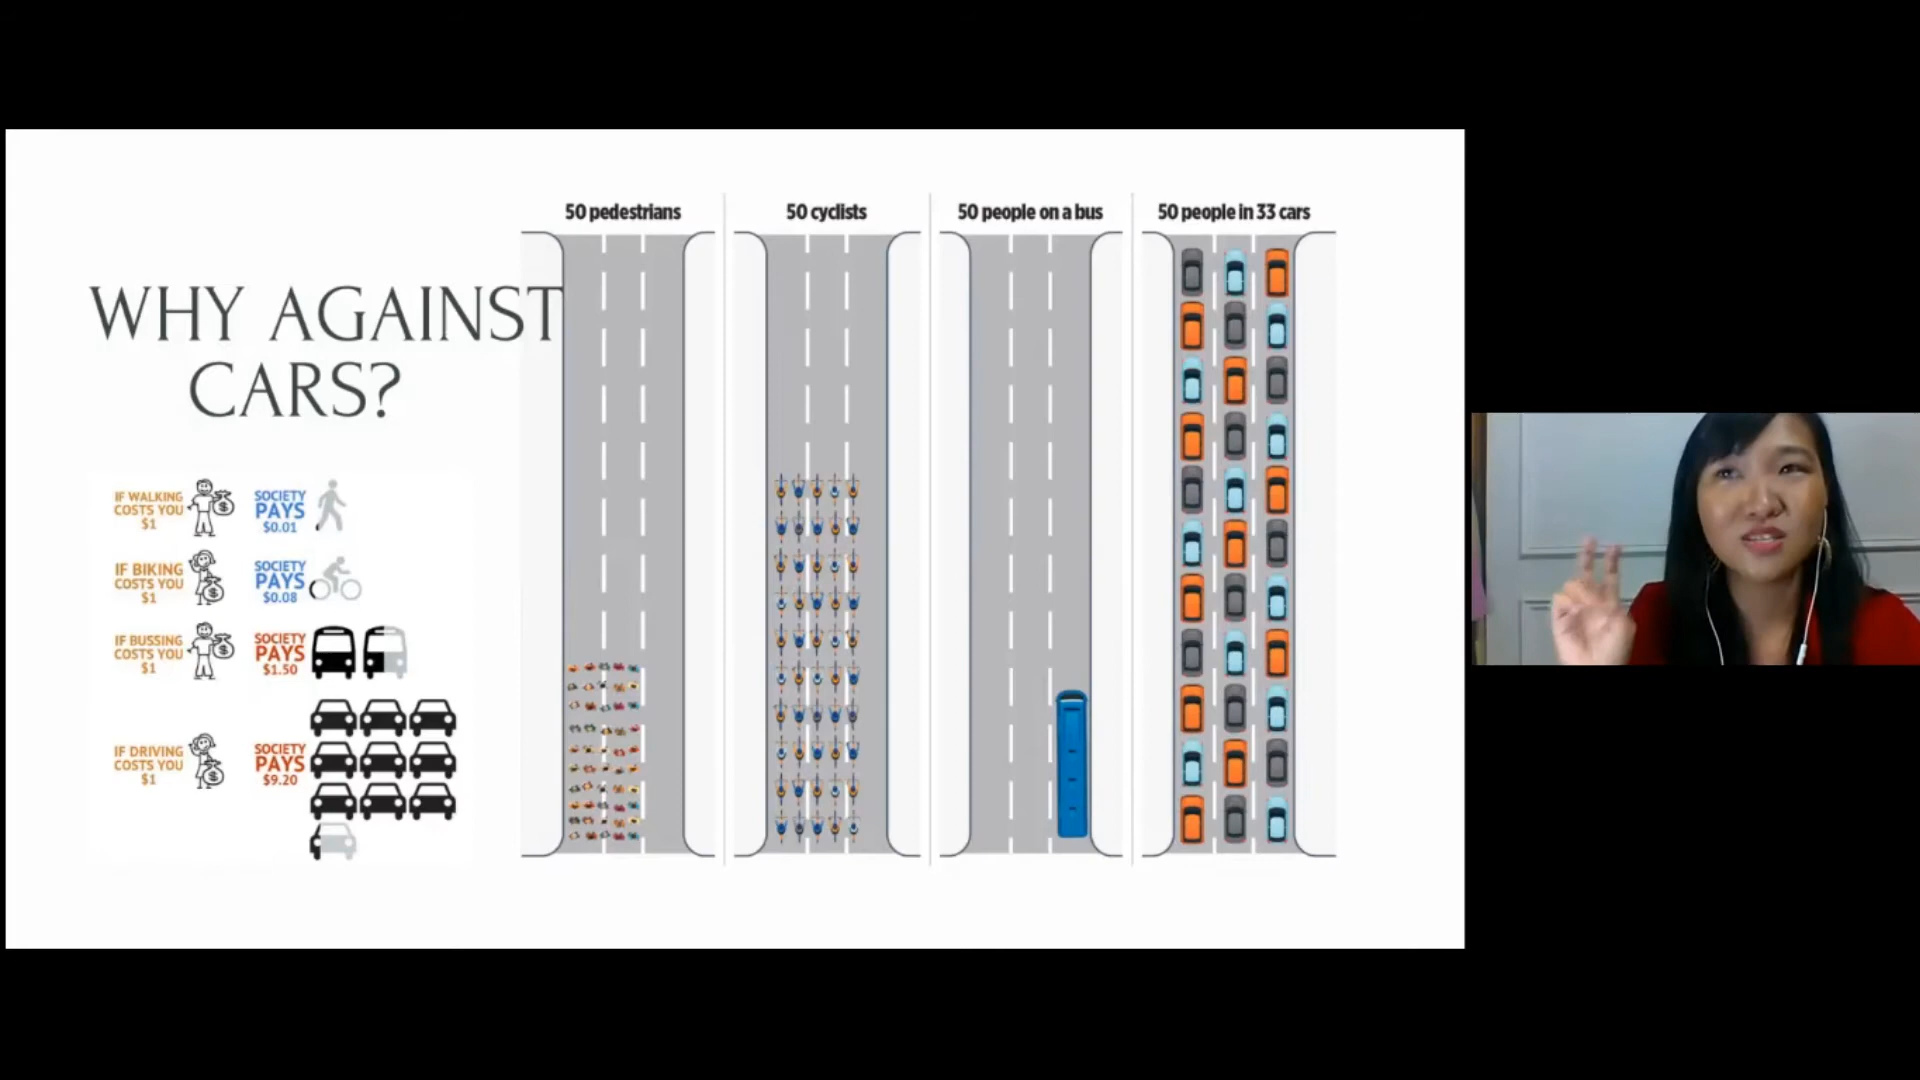 WHY AGAINST
CARS?
IF WALKING
COSTS YOU
$1
SOCIETY
PAYS
$0.01
IF BIKING
COSTS YOU
$1
SOCIETY
PAYS
$0.08
IF BUSSING
COSTS YOU
$1
SOCIETY
PAYS
$1.50
IF DRIVING
COSTS YOU
$1
SOCIETY
PAYS
$9.20
50 pedestrians
50 cyclists
50 people on a bus
50 people in 33 cars